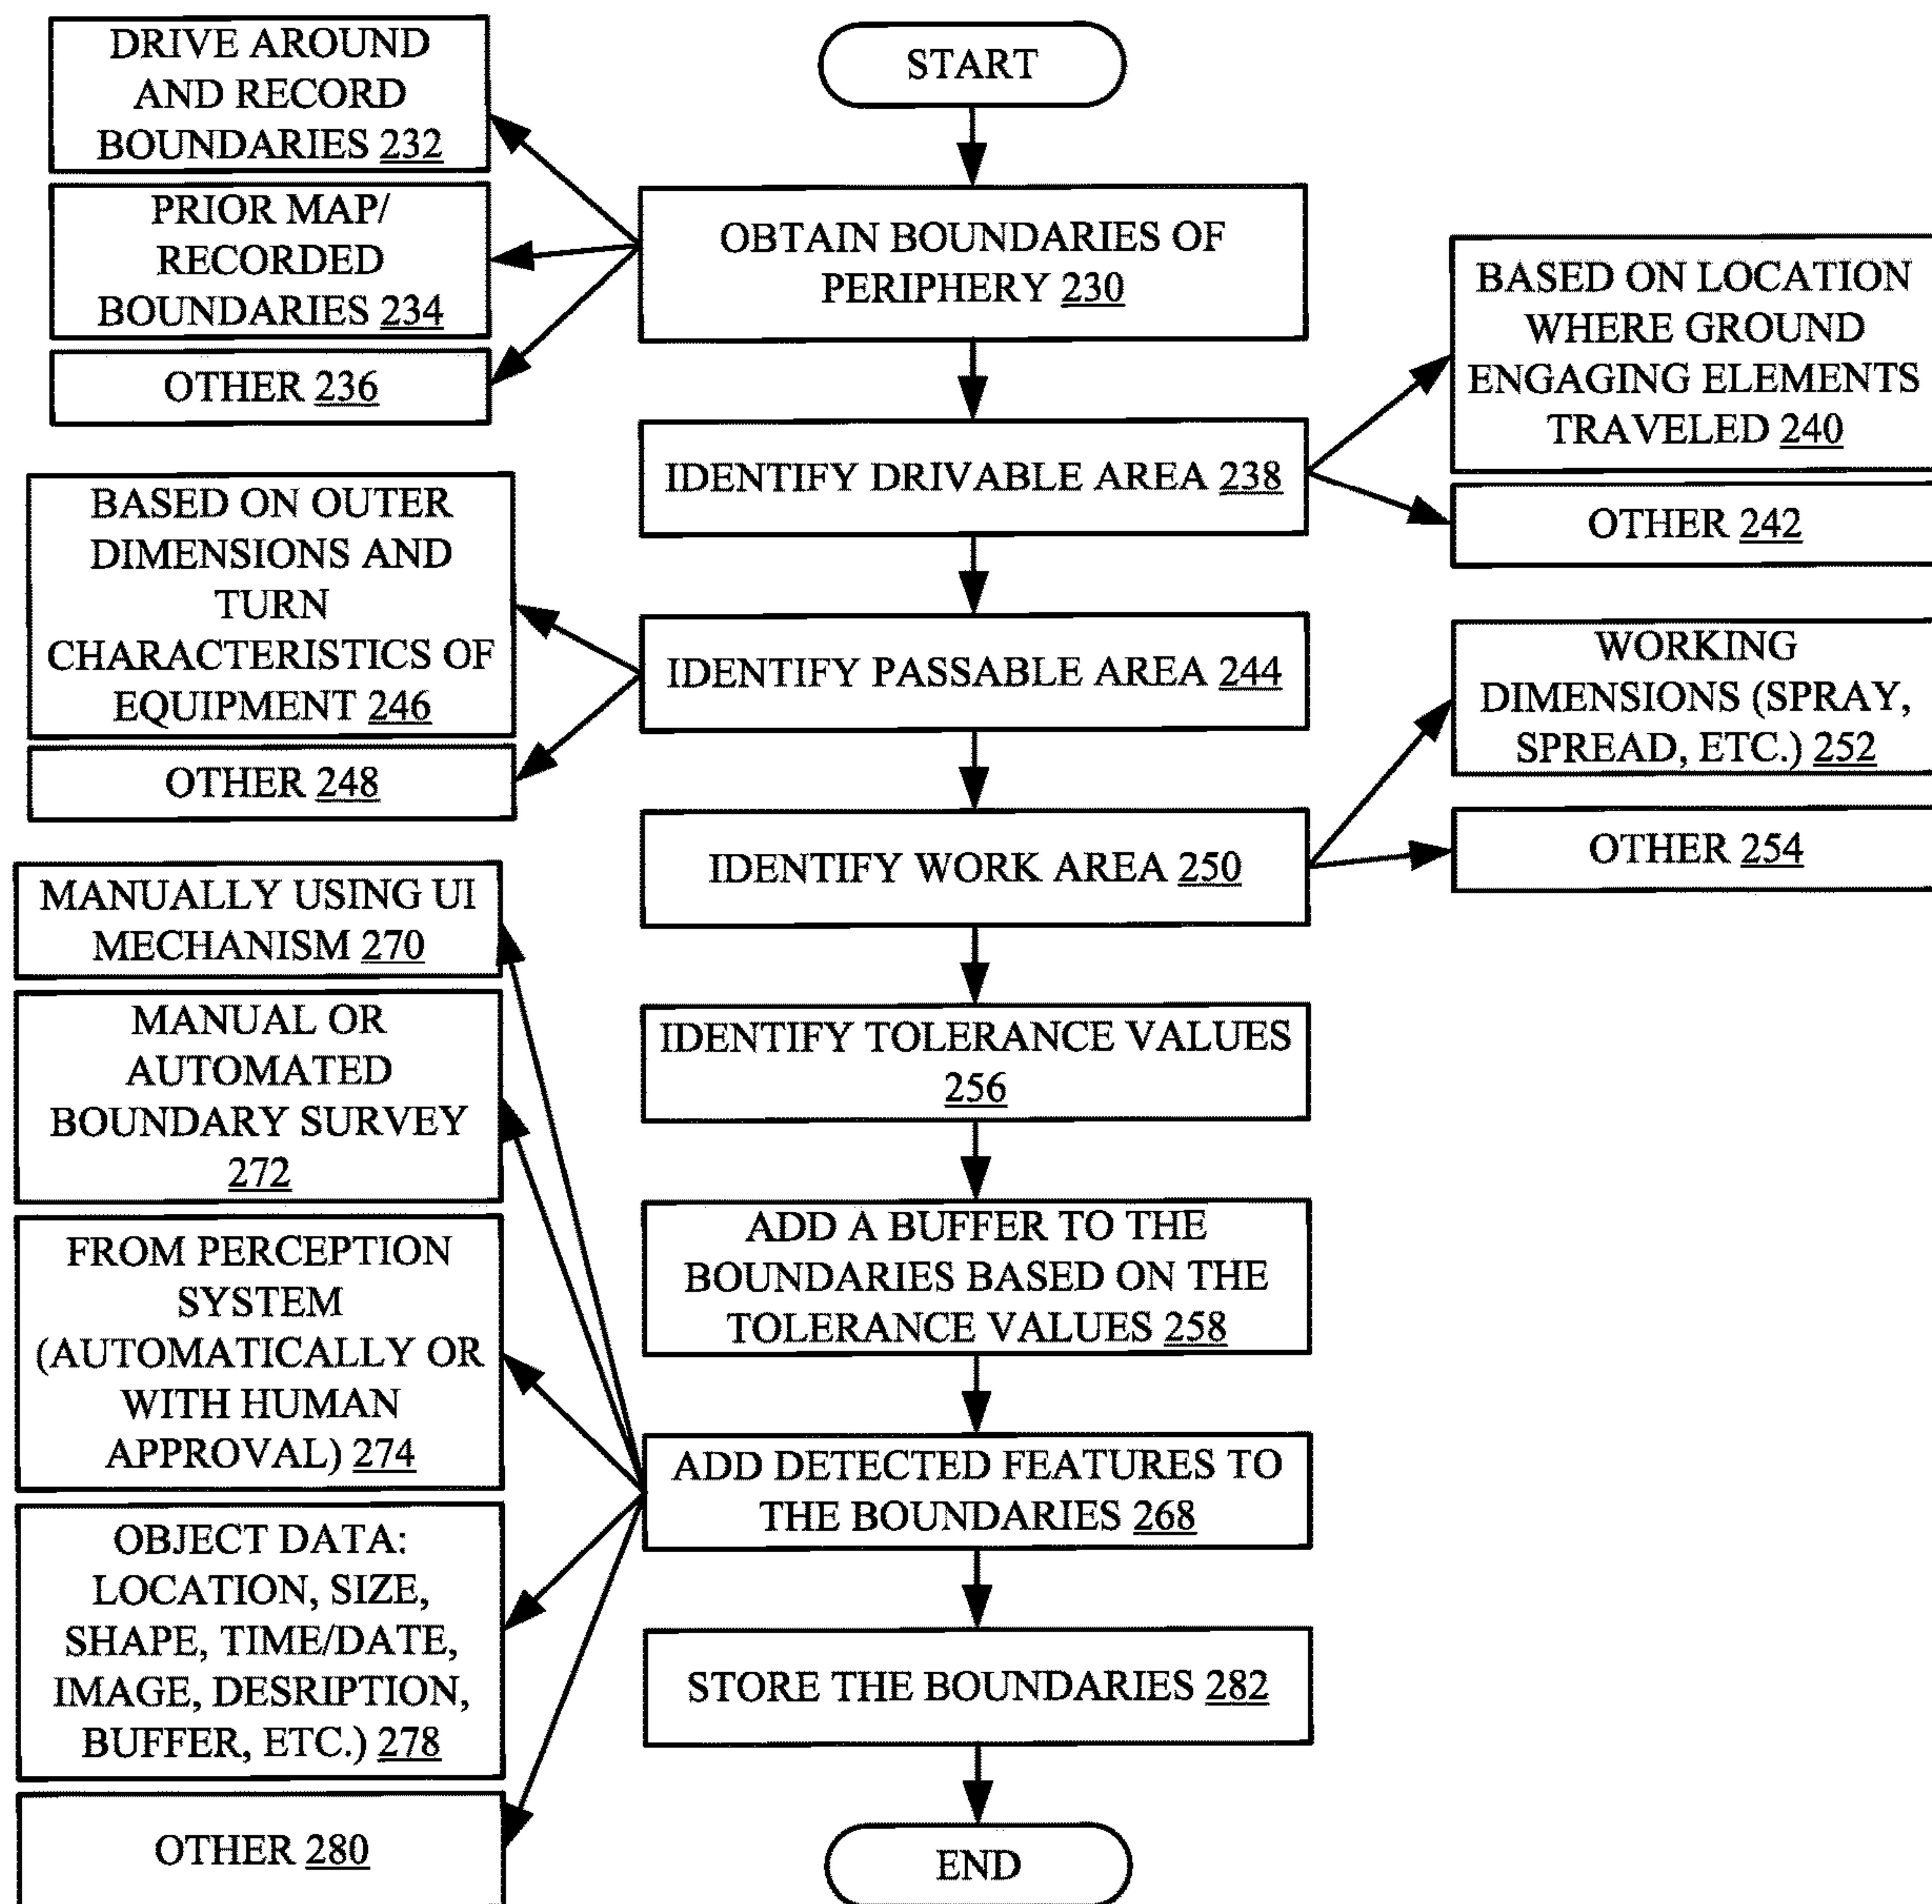 START
OBTAIN BOUNDARIES OF
PERIPHERY 230
DRIVE AROUND
AND RECORD
BOUNDARIES 232
PRIOR MAP/
RECORDED
BOUNDARIES 234
OTHER 236
IDENTIFY DRIVABLE AREA 238
BASED ON LOCATION
WHERE GROUND
ENGAGING ELEMENTS
TRAVELED 240
OTHER 242
IDENTIFY PASSABLE AREA 244
BASED ON OUTER
DIMENSIONS AND
TURN
CHARACTERISTICS OF
EQUIPMENT 246
OTHER 248
IDENTIFY WORK AREA 250
WORKING
DIMENSIONS (SPRAY,
SPREAD, ETC.) 252
OTHER 254
IDENTIFY TOLERANCE VALUES
256
ADD A BUFFER TO THE
BOUNDARIES BASED ON THE
TOLERANCE VALUES 258
ADD DETECTED FEATURES TO
THE BOUNDARIES 268
MANUALLY USING UI
MECHANISM 270
MANUAL OR
AUTOMATED
BOUNDARY SURVEY
272
FROM PERCEPTION
SYSTEM
(AUTOMATICALLY OR
WITH HUMAN
APPROVAL) 274
OBJECT DATA:
LOCATION, SIZE,
SHAPE, TIME/DATE,
IMAGE, DESRIPTION,
BUFFER, ETC.) 278
OTHER 280
STORE THE BOUNDARIES 282
END